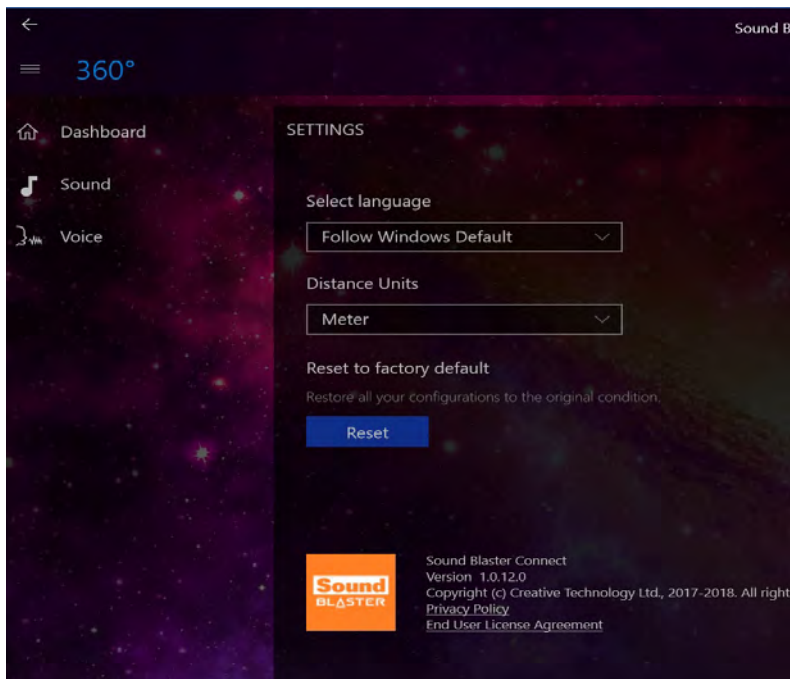 Sound B
360°
Dashboard
SETTINGS
Sound
Select language
Voice
Follow Windows Default
Distance Units
Meter
Reset to factory default
Restore all your configurations to the original condition.
Reset
Sound Blaster Connect
Version 1.0.12.0
Sound
BLASTER
Copyright (c) Creative Technology Ltd., 2017-2018. All right
Privacy Policy
End User License Agreement